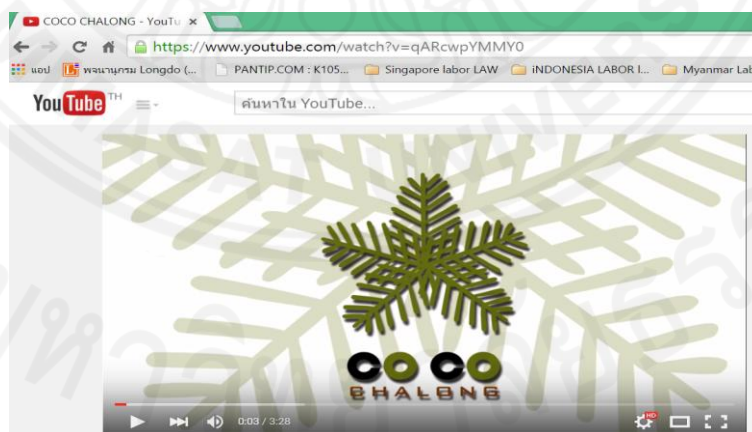 COCO CHALONG - YouTu ×
https://www.youtube.com/watch?v=qARcwpYMMY0
แอป พจนานุกรม Longdo (... PANTIP.COM : K105... Singapore labor LAW iNDONESIA LABOR l... Myanmar Lab
YouTube TH
ค้นหาใน YouTube...
COCO
CHALONG
0:03 / 3:28
HD